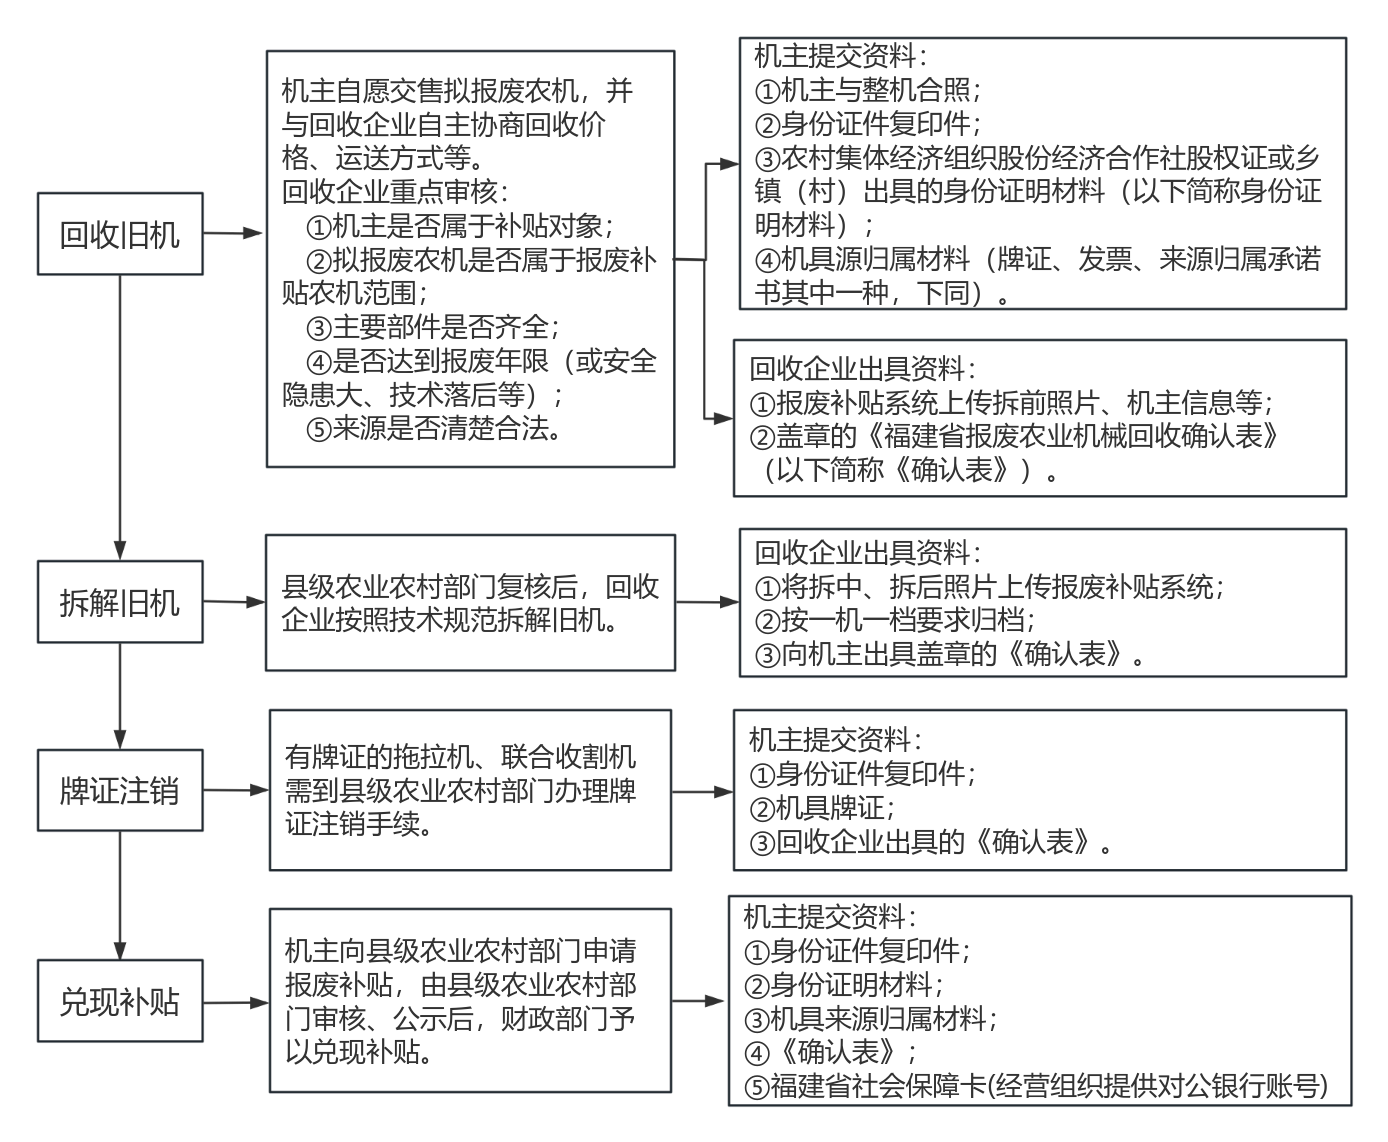 回收旧机
机主自愿交售拟报废农机，并
与回收企业自主协商回收价
格、运送方式等。
回收企业重点审核：
①机主是否属于补贴对象；
②拟报废农机是否属于报废补
贴农机范围；
③主要部件是否齐全；
④是否达到报废年限（或安全
隐患大、技术落后等）；
⑤来源是否清楚合法。
机主提交资料：
①机主与整机合照；
②身份证件复印件；
③农村集体经济组织股份经济合作社股权证或乡
镇（村）出具的身份证明材料（以下简称身份证
明材料）；
④机具源归属材料（牌证、发票、来源归属承诺
书其中一种，下同）。
回收企业出具资料：
①报废补贴系统上传拆前照片、机主信息等；
②盖章的《福建省报废农业机械回收确认表》
（以下简称《确认表》）。
拆解旧机
县级农业农村部门复核后，回收
企业按照技术规范拆解旧机。
回收企业出具资料：
①将拆中、拆后照片上传报废补贴系统；
②按一机一档要求归档；
③向机主出具盖章的《确认表》。
牌证注销
有牌证的拖拉机、联合收割机
需到县级农业农村部门办理牌
证注销手续。
机主提交资料：
①身份证件复印件；
②机具牌证；
③回收企业出具的《确认表》。
兑现补贴
机主向县级农业农村部门申请
报废补贴，由县级农业农村部
门审核、公示后，财政部门予
以兑现补贴。
机主提交资料：
①身份证件复印件；
②身份证明材料；
③机具来源归属材料；
④《确认表》；
⑤福建省社会保障卡(经营组织提供对公银行账号)